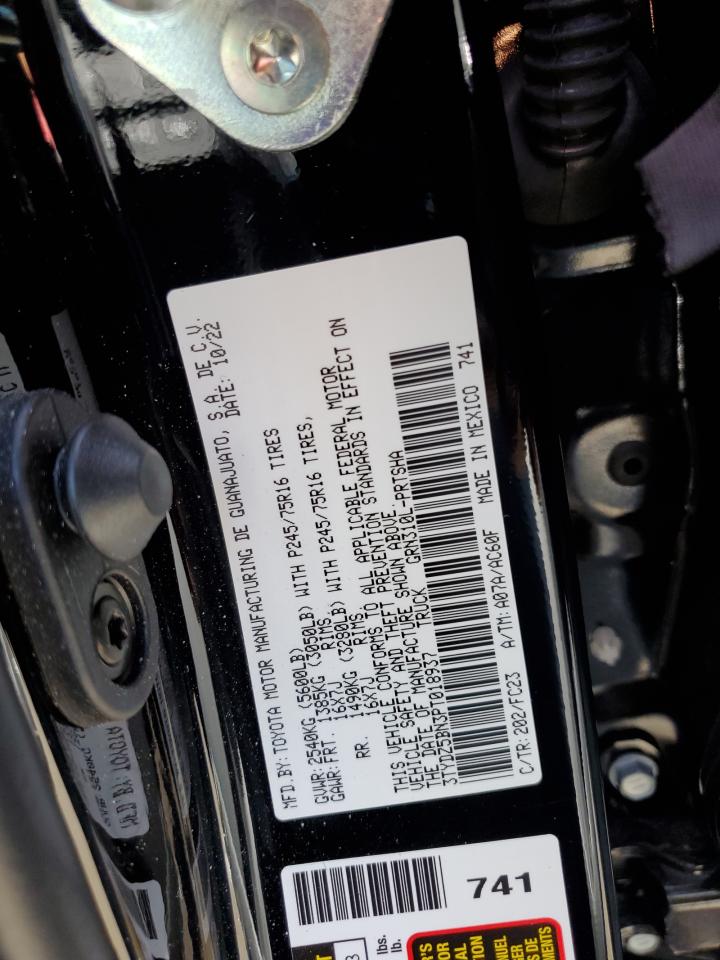 MFD.BY:TOYOTA MOTOR MANUFACTURING DE GUANAJUATO, S.A. DE C.V.
DATE: 10/22
GVWR:2540KG (5600LB)
GAWR:FRT. 1385KG (3050LB) WITH P245/75R16 TIRES
16X7J RIMS
RR. 1490KG (3280LB) WITH P245/75R16 TIRES,
16X7J RIMS
THIS VEHICLE CONFORMS TO ALL APPLICABLE FEDERAL MOTOR
VEHICLE SAFETY AND THEFT PREVENTION STANDARDS IN EFFECT ON
THE DATE OF MANUFACTURE SHOWN ABOVE.
3TYDZ5BN3PT018937 TRUCK GRN310L-PRTSHA
C/TR:202/FC23 A/TM:A07A/AC60F MADE IN MEXICO 741
741
lbs.
lb.